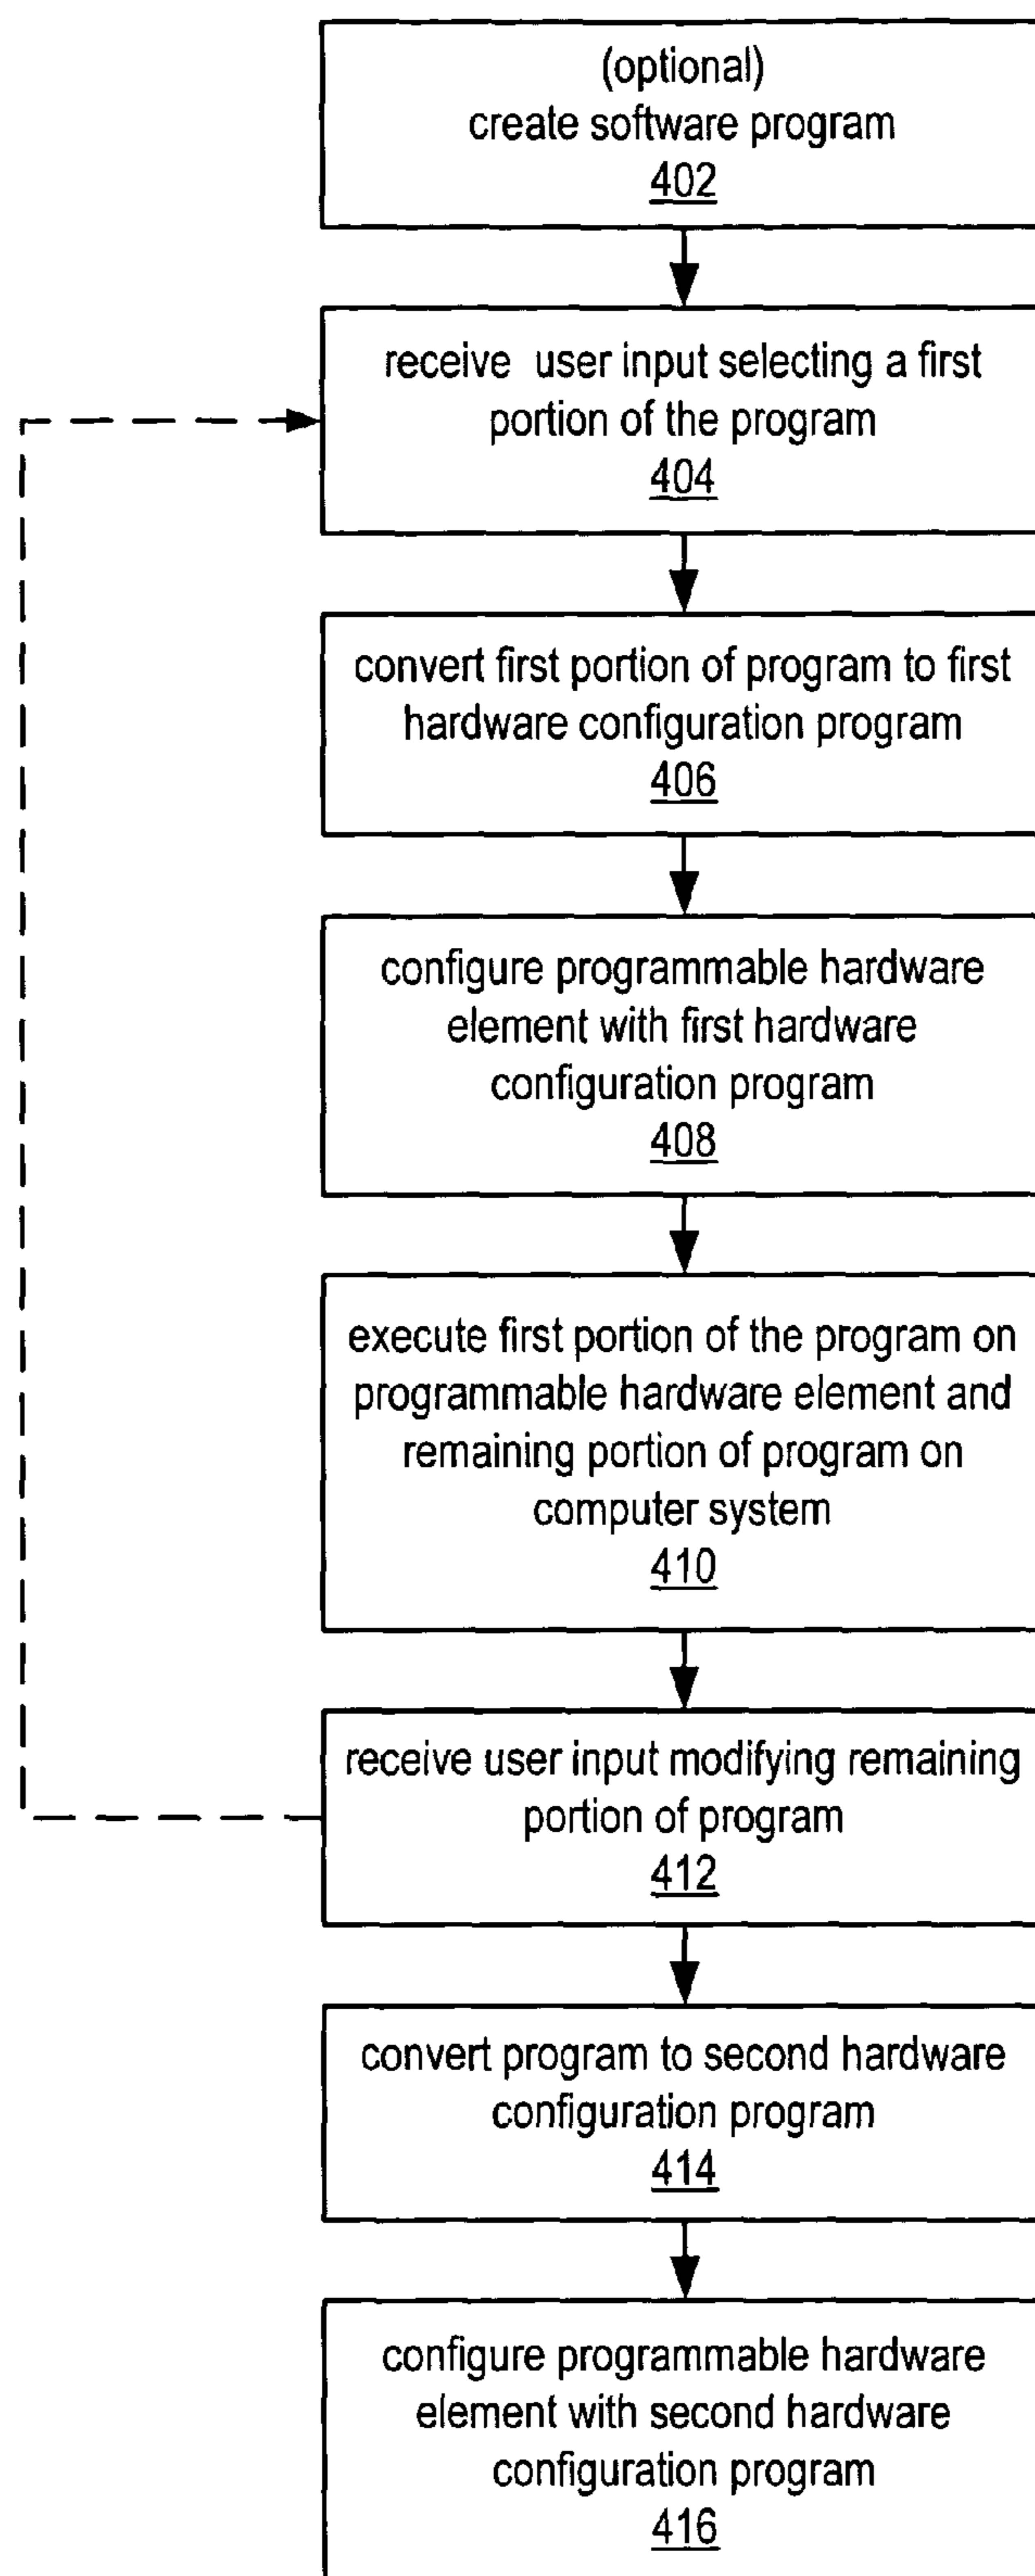 (optional)
create software program
402
receive user input selecting a first
portion of the program
404
convert first portion of program to first
hardware configuration program
406
configure programmable hardware
element with first hardware
configuration program
408
execute first portion of the program on
programmable hardware element and
remaining portion of program on
computer system
410
receive user input modifying remaining
portion of program
412
convert program to second hardware
configuration program
414
configure programmable hardware
element with second hardware
configuration program
416